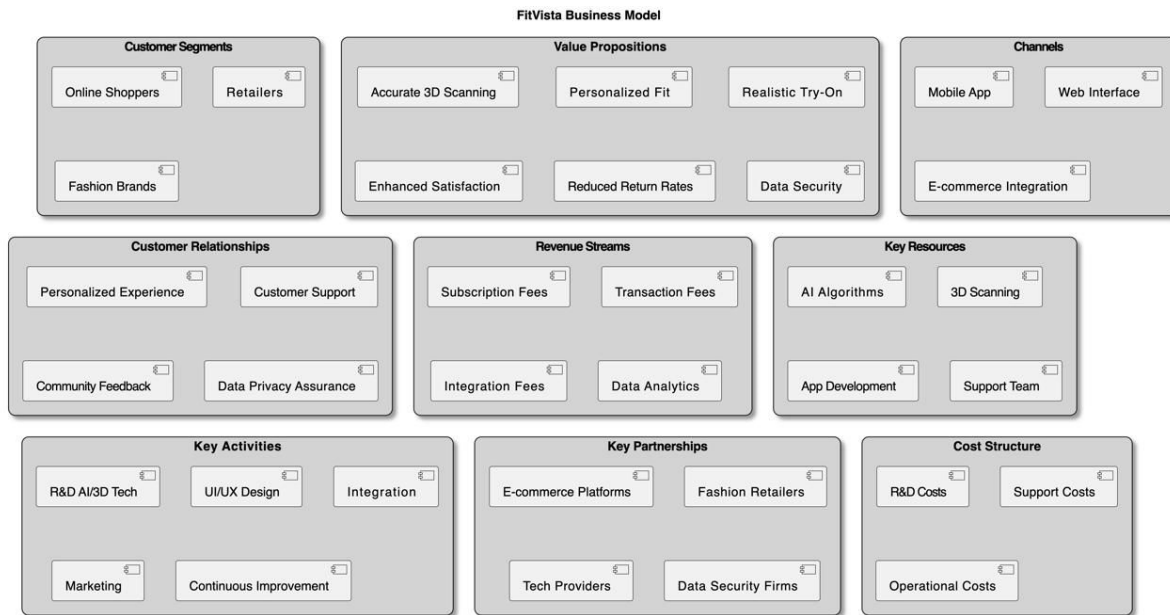 FitVista Business Model
Customer Segments
Online Shoppers
Retailers
Fashion Brands
Value Propositions
Accurate 3D Scanning
Personalized Fit
Realistic Try-On
Enhanced Satisfaction
Reduced Return Rates
Data Security
Channels
Mobile App
Web Interface
E-commerce Integration
Customer Relationships
Personalized Experience
Customer Support
Community Feedback
Data Privacy Assurance
Revenue Streams
Subscription Fees
Transaction Fees
Integration Fees
Data Analytics
Key Resources
AI Algorithms
3D Scanning
App Development
Support Team
Key Activities
R&D AI/3D Tech
UI/UX Design
Integration
Marketing
Continuous Improvement
Key Partnerships
E-commerce Platforms
Fashion Retailers
Tech Providers
Data Security Firms
Cost Structure
R&D Costs
Support Costs
Operational Costs